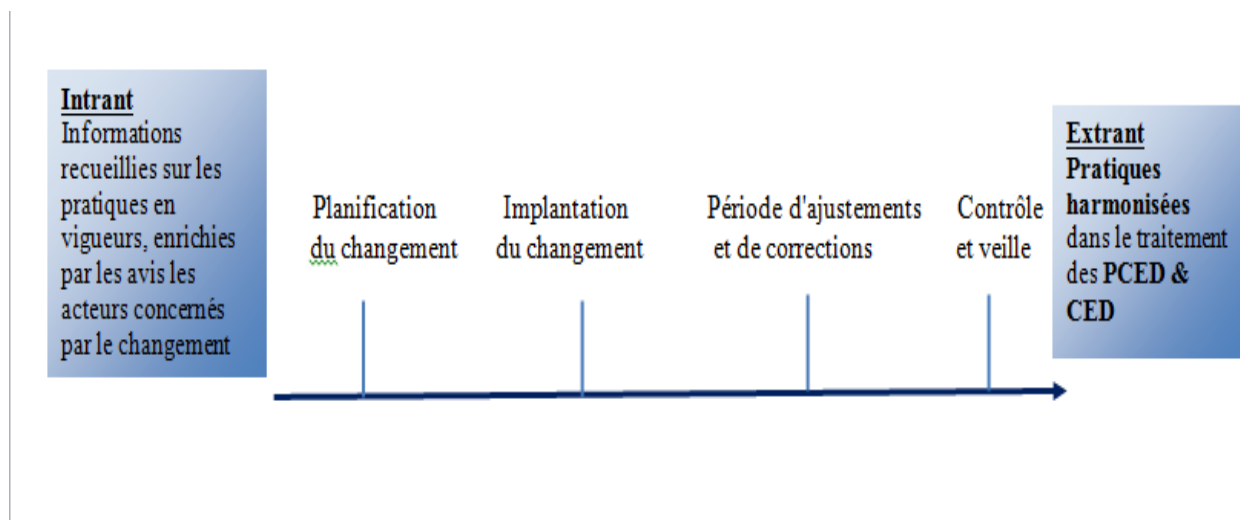 Intrant
Informations
recueillies sur les
pratiques en
vigueurs, enrichies
par les avis les
acteurs concernés
par le changement
Planification
du changement
Implantation
du changement
Période d'ajustements
et de corrections
Contrôle
et veille
Extrant
Pratiques
harmonisées
dans le traitement
des PCED &
CED